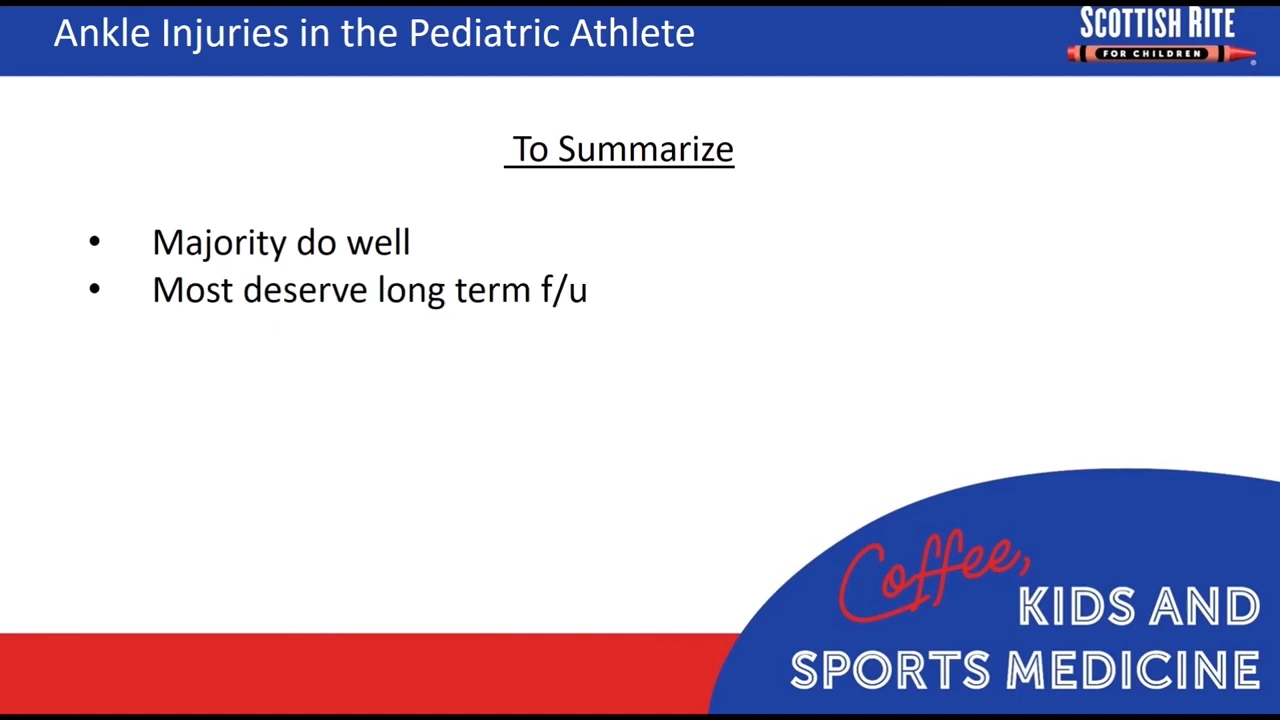 Ankle Injuries in the Pediatric Athlete
SCOTTISH RITE
FOR CHILDREN
To Summarize
• Majority do well
• Most deserve long term f/u
Coffee,
KIDS AND
SPORTS MEDICINE